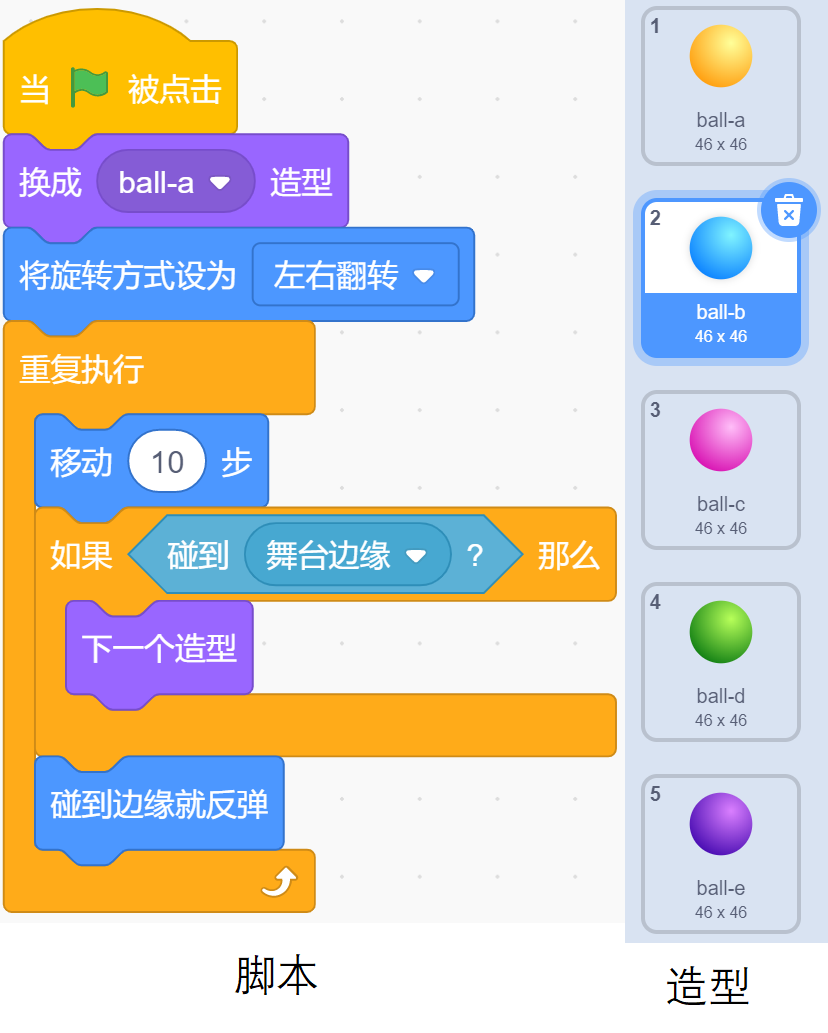 当 被点击
换成 ball-a 造型
将旋转方式设为 左右翻转
重复执行
移动 10 步
如果 碰到 舞台边缘 ? 那么
下一个造型
碰到边缘就反弹
脚本
1
ball-a
46 x 46
2
ball-b
46 x 46
3
ball-c
46 x 46
4
ball-d
46 x 46
5
ball-e
46 x 46
造型